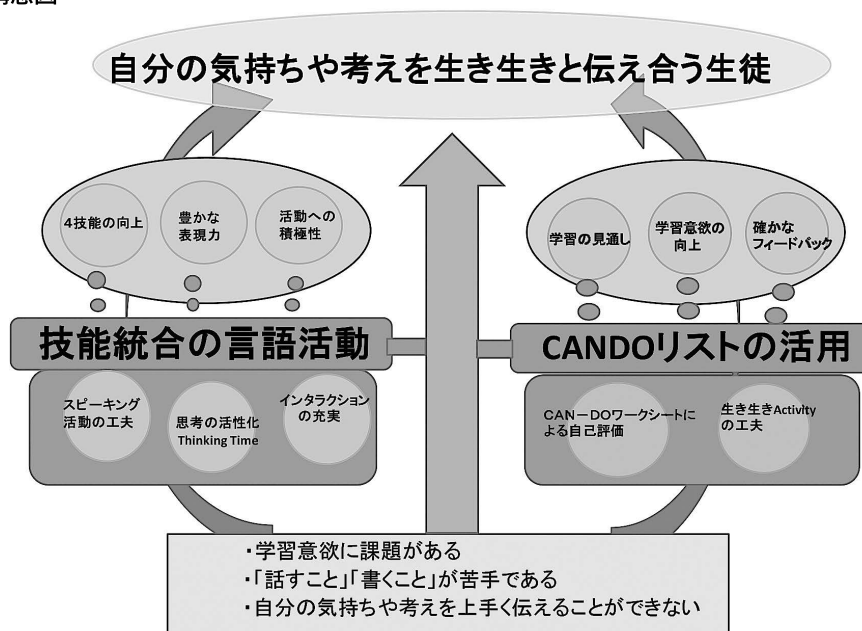 構想図
自分の気持ちや考えを生き生きと伝え合う生徒
4技能の向上
豊かな
表現力
活動への
積極性
学習の見通し
学習意欲の
向上
確かな
フィードバック
技能統合の言語活動
CANDOリストの活用
スピーキング
活動の工夫
思考の活性化
Thinking Time
インタラクション
の充実
CAN－DOワークシートに
よる自己評価
生き生きActivity
の工夫
・学習意欲に課題がある
・「話すこと」「書くこと」が苦手である
・自分の気持ちや考えを上手く伝えることができない